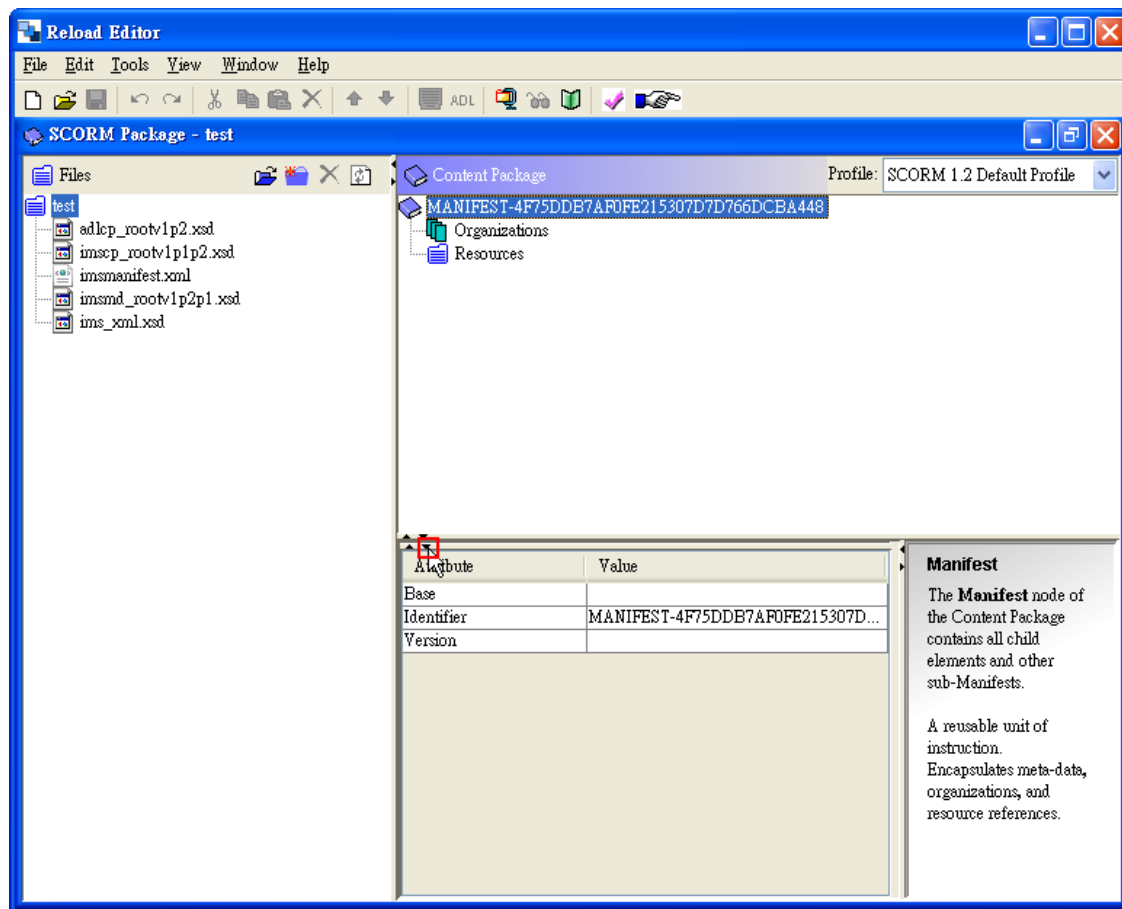 Reload Editor
File Edit Tools View Window Help
ADL
SCORM Package - test
Files
Content Package
Profile: SCORM 1.2 Default Profile
test
adlcp_rootv1p2.xsd
imscp_rootv1p1p2.xsd
imsmanifest.xml
imsmd_rootv1p2p1.xsd
ims_xml.xsd
MANIFEST-4F75DDB7AF0FE215307D7D766DCBA448
Organizations
Resources
Attribute Value
Base
Identifier MANIFEST-4F75DDB7AF0FE215307D...
Version
Manifest
The Manifest node of
the Content Package
contains all child
elements and other
sub-Manifests.
A reusable unit of
instruction.
Encapsulates meta-data,
organizations, and
resource references.